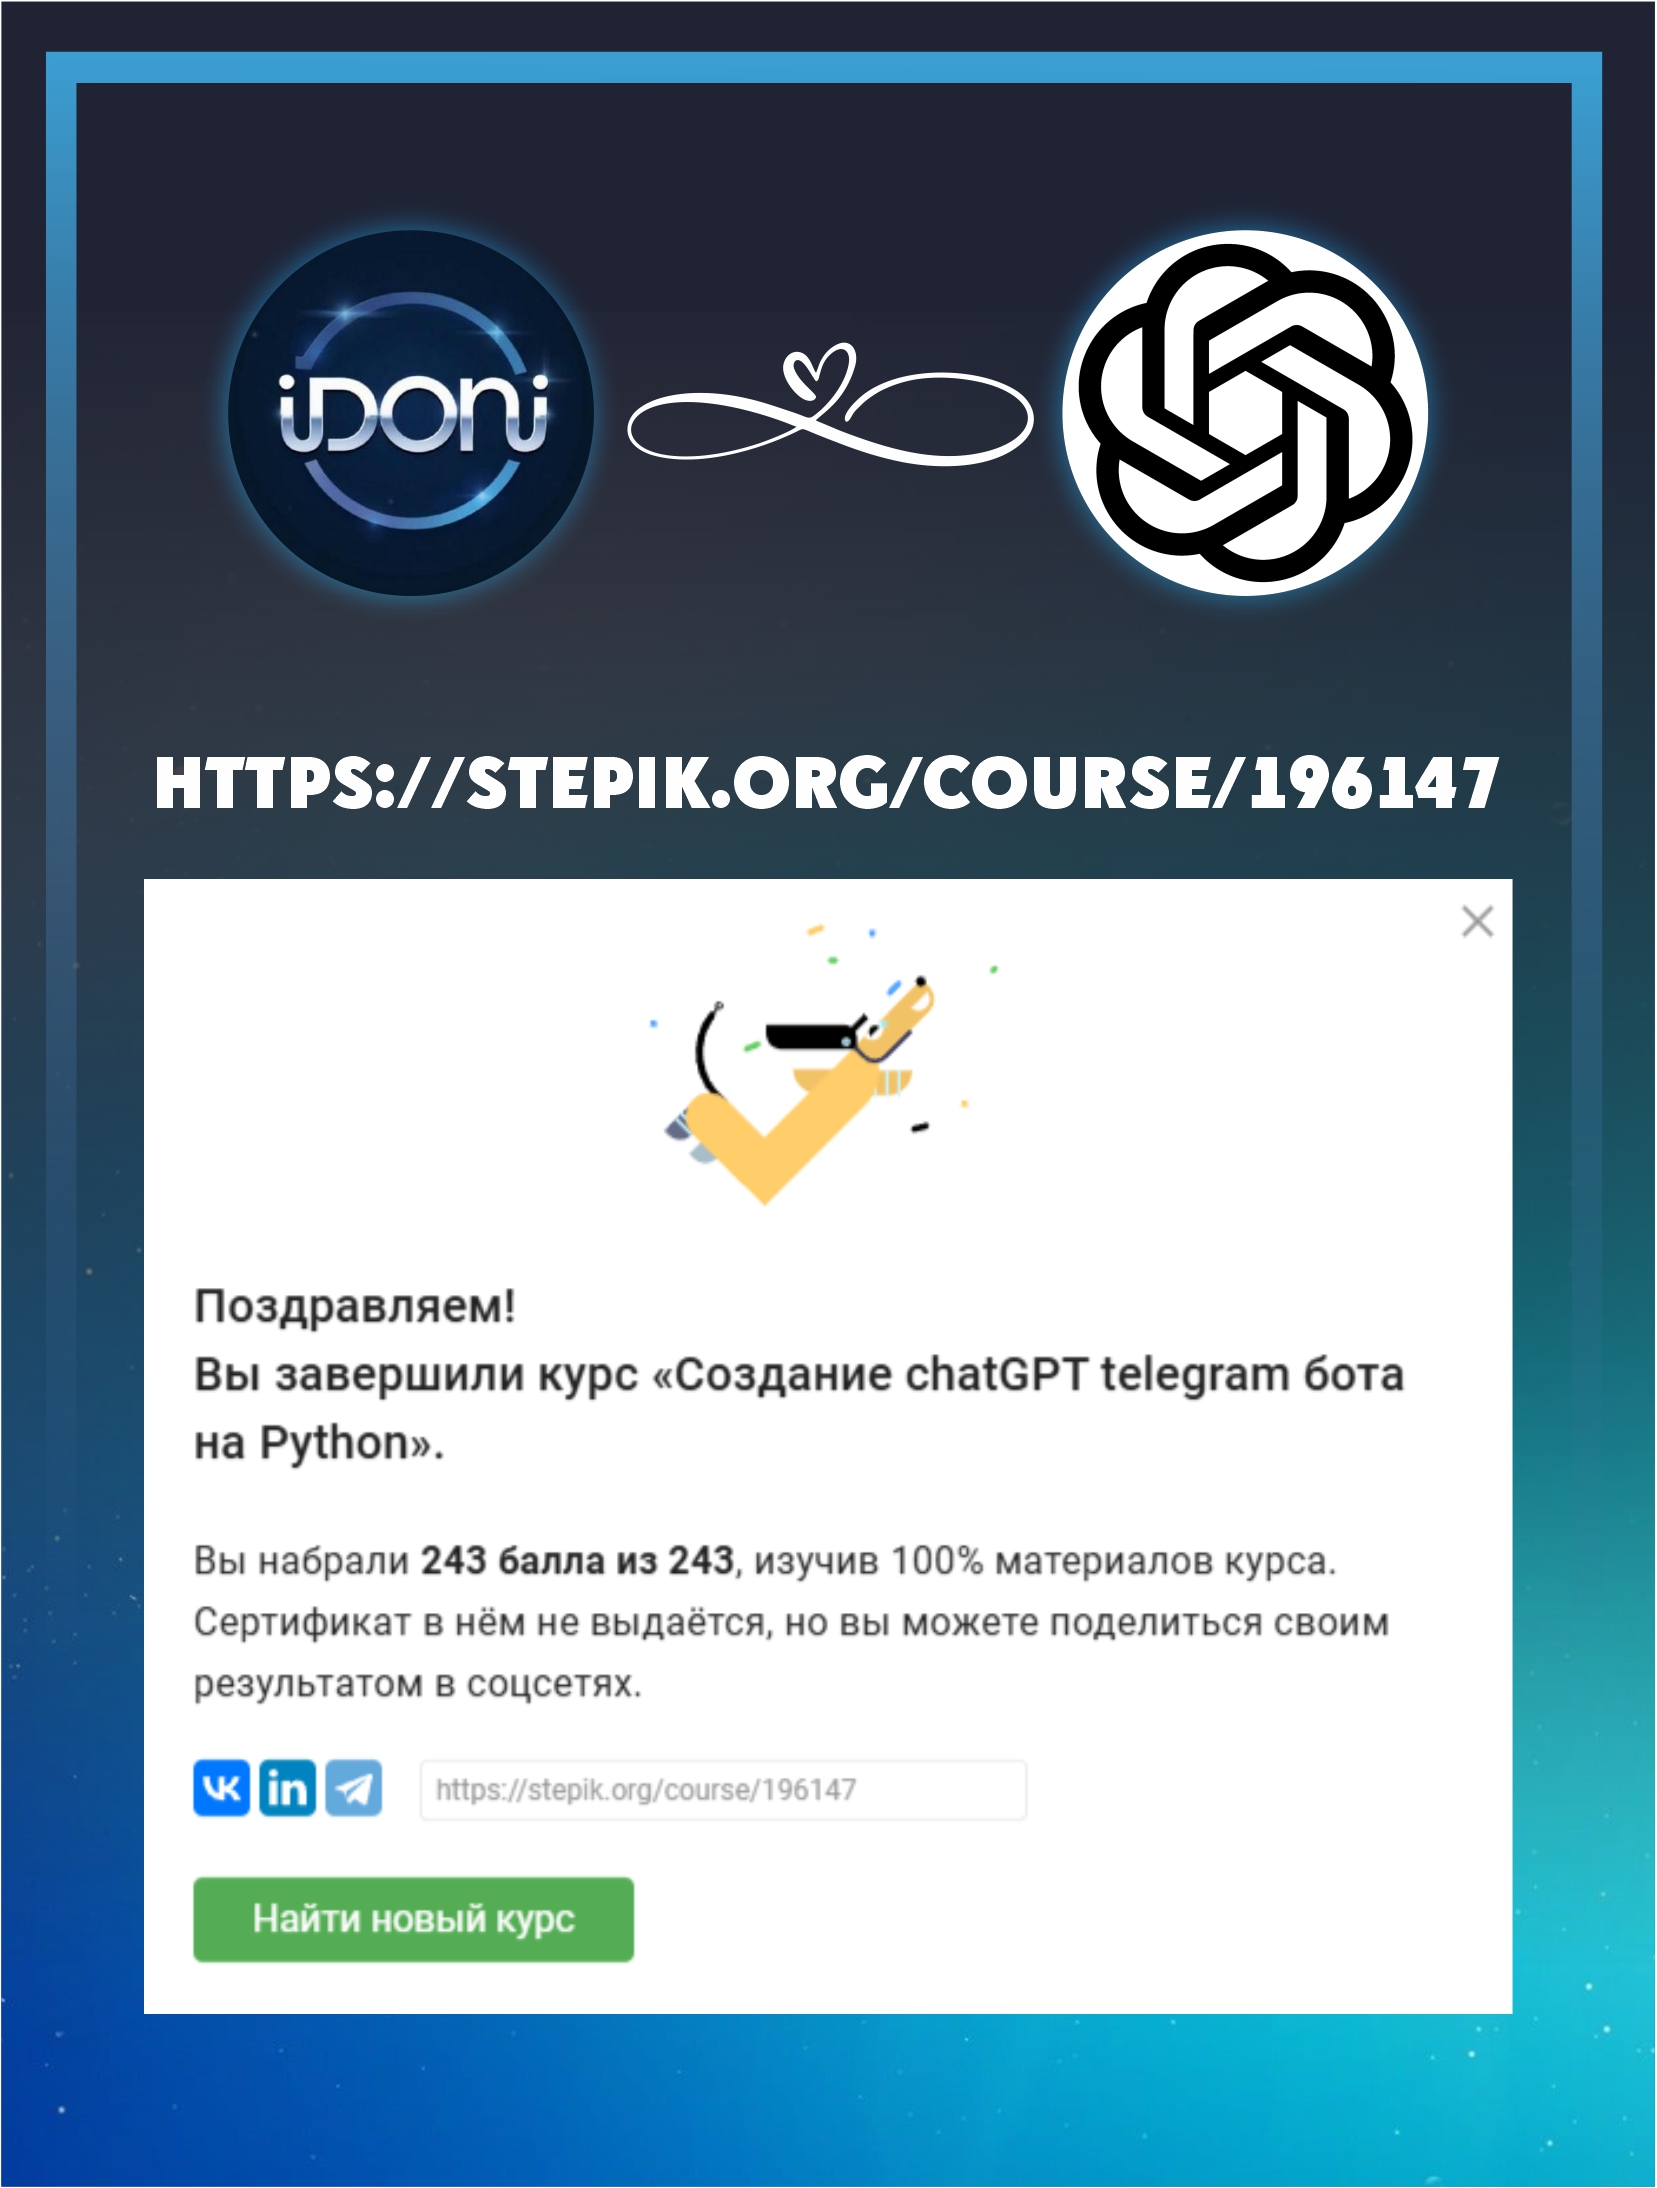 iDONi
HTTPS://STEPIK.ORG/COURSE/196147
Поздравляем!
Вы завершили курс «Создание chatGPT telegram бота
на Python».
Вы набрали 243 балла из 243, изучив 100% материалов курса.
Сертификат в нём не выдаётся, но вы можете поделиться своим
результатом в соцсетях.
https://stepik.org/course/196147
Найти новый курс